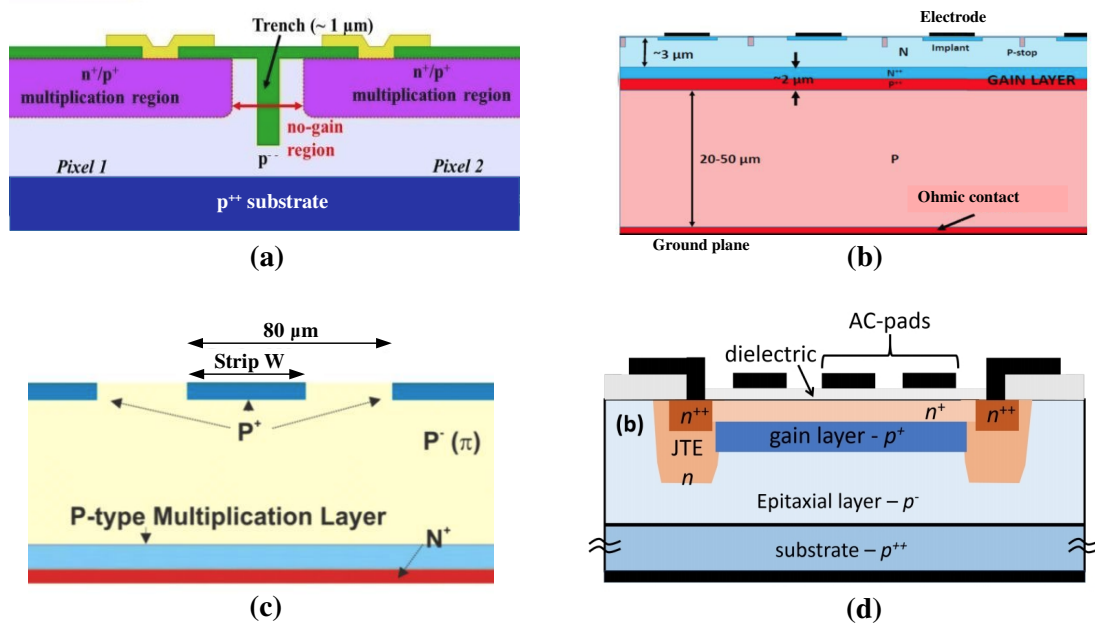 Trench (~ 1 µm)
n⁺/p⁺
multiplication region
n⁺/p⁺
multiplication region
no-gain
region
Pixel 1
Pixel 2
p⁺⁺ substrate
(a)
Electrode
~3 µm
N
Implant
P-stop
N⁺⁺
~2 µm
GAIN LAYER
P⁺⁺
20-50 µm
P
Ohmic contact
Ground plane
(b)
80 µm
Strip W
P⁺
P⁻ (π)
P-type Multiplication Layer
N⁺
(c)
AC-pads
dielectric
(b)
n⁺⁺
n⁺
n⁺⁺
gain layer - p⁺
JTE
n
Epitaxial layer – p⁻
substrate – p⁺⁺
(d)